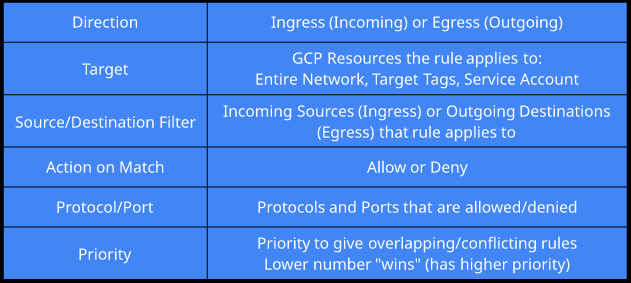 Direction
Ingress (Incoming) or Egress (Outgoing)
Target
GCP Resources the rule applies to:
Entire Network, Target Tags, Service Account
Source/Destination Filter
Incoming Sources (Ingress) or Outgoing Destinations
(Egress) that rule applies to
Action on Match
Allow or Deny
Protocol/Port
Protocols and Ports that are allowed/denied
Priority
Priority to give overlapping/conflicting rules
Lower number "wins" (has higher priority)